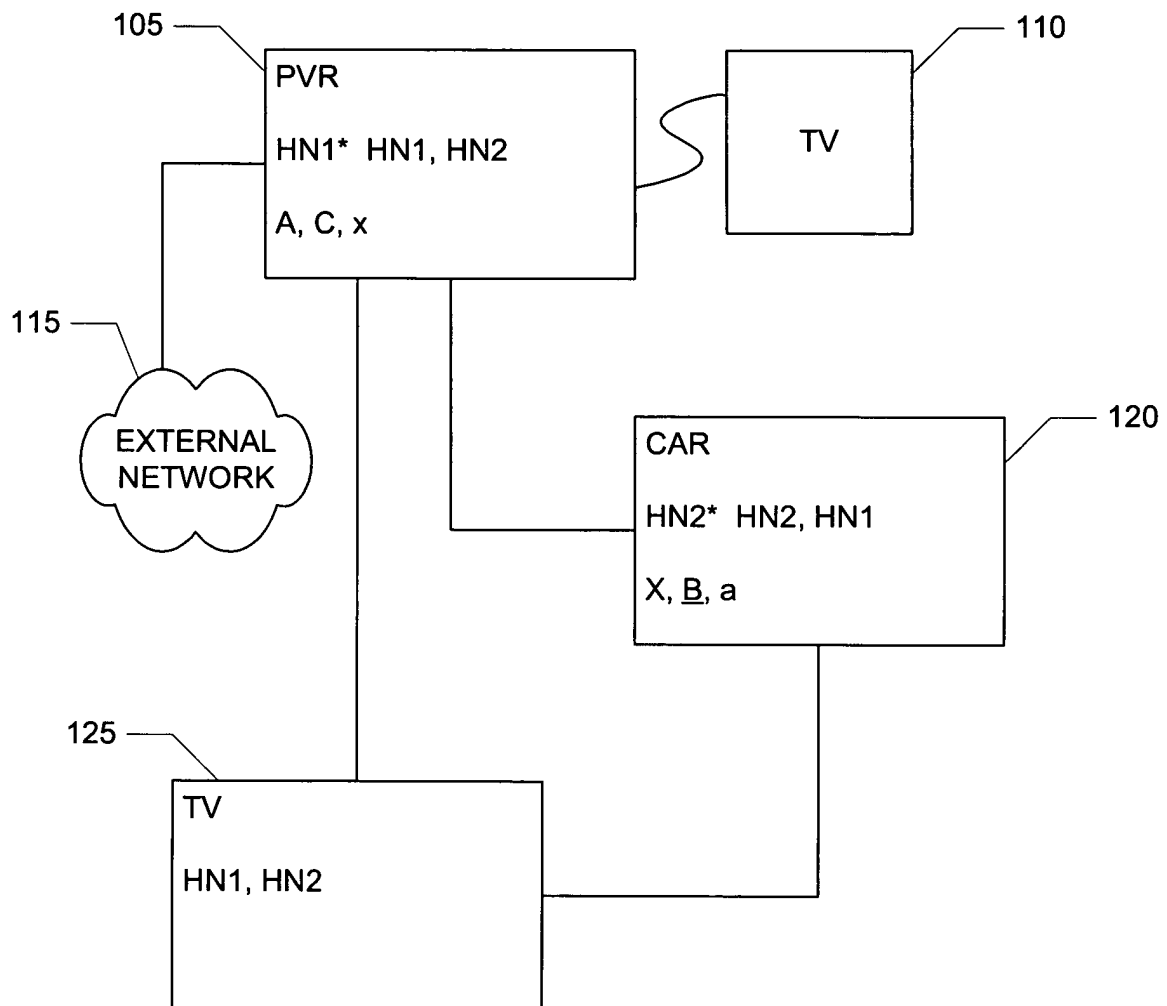 105
PVR
HN1* HN1, HN2
A, C, x
110
TV
115
EXTERNAL
NETWORK
120
CAR
HN2* HN2, HN1
X, B, a
125
TV
HN1, HN2